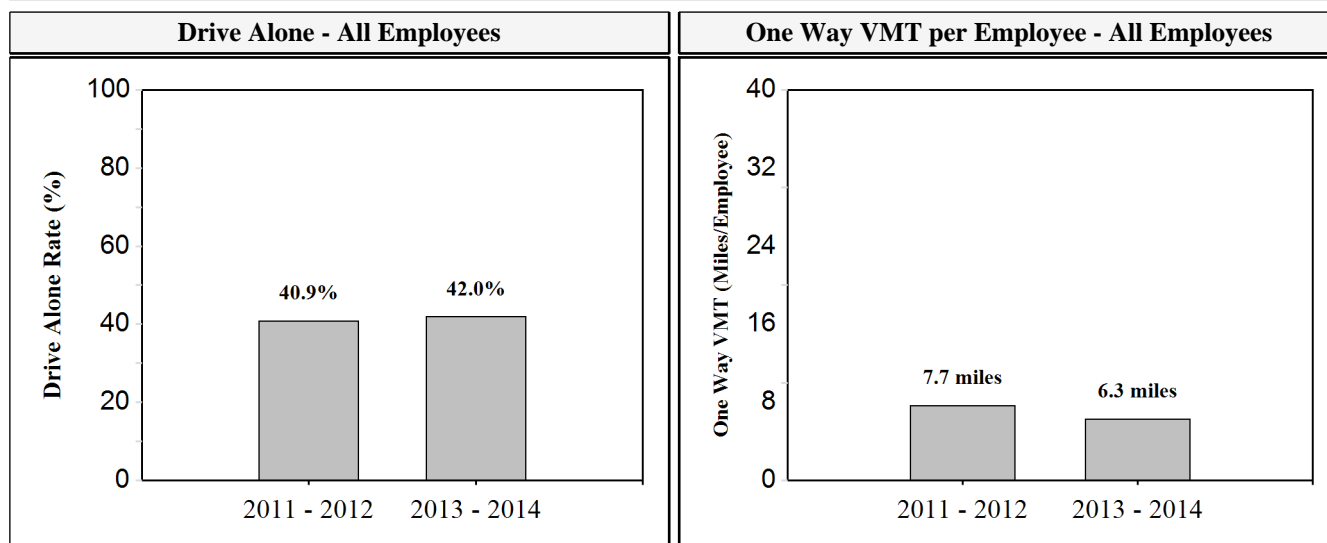 Drive Alone - All Employees
One Way VMT per Employee - All Employees
Drive Alone Rate (%)
100
80
60
40
20
0
40.9%
42.0%
2011 - 2012
2013 - 2014
One Way VMT (Miles/Employee)
40
32
24
16
8
0
7.7 miles
6.3 miles
2011 - 2012
2013 - 2014